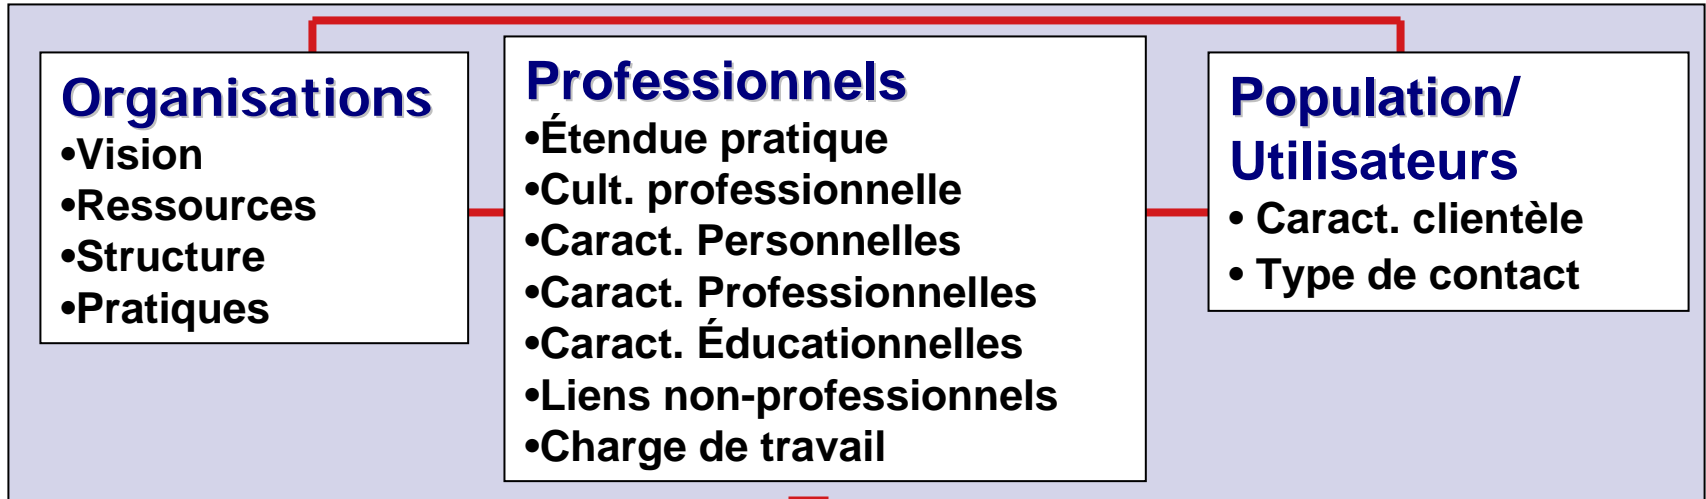 Organisations
•Vision
•Ressources
•Structure
•Pratiques
Professionnels
•Étendue pratique
•Cult. professionnelle
•Caract. Personnelles
•Caract. Professionnelles
•Caract. Éducationnelles
•Liens non-professionnels
•Charge de travail
Population/
Utilisateurs
• Caract. clientèle
• Type de contact